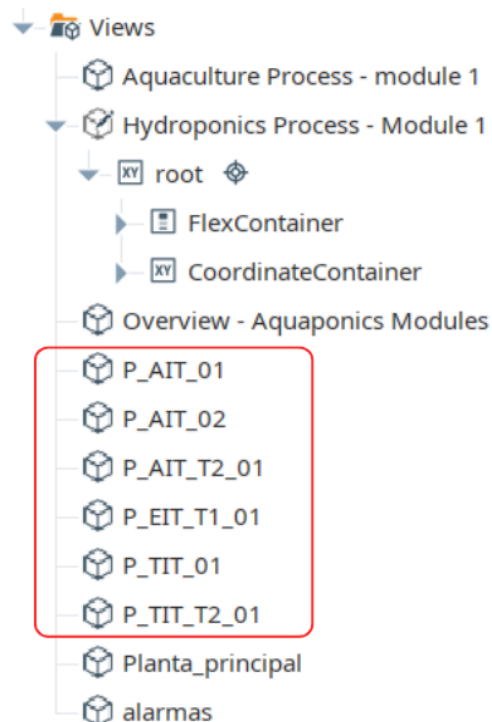 Views
Aquaculture Process - module 1
Hydroponics Process - Module 1
XY root
FlexContainer
XY CoordinateContainer
Overview - Aquaponics Modules
P_AIT_01
P_AIT_02
P_AIT_T2_01
P_EIT_T1_01
P_TIT_01
P_TIT_T2_01
Planta_principal
alarmas